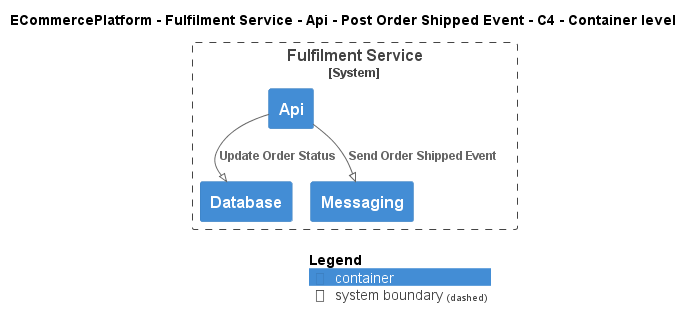 ECommercePlatform - Fulfilment Service - Api - Post Order Shipped Event - C4 - Container level
Fulfilment Service
[System]
Api
Update Order Status
Send Order Shipped Event
Database
Messaging
Legend
container
system boundary (dashed)